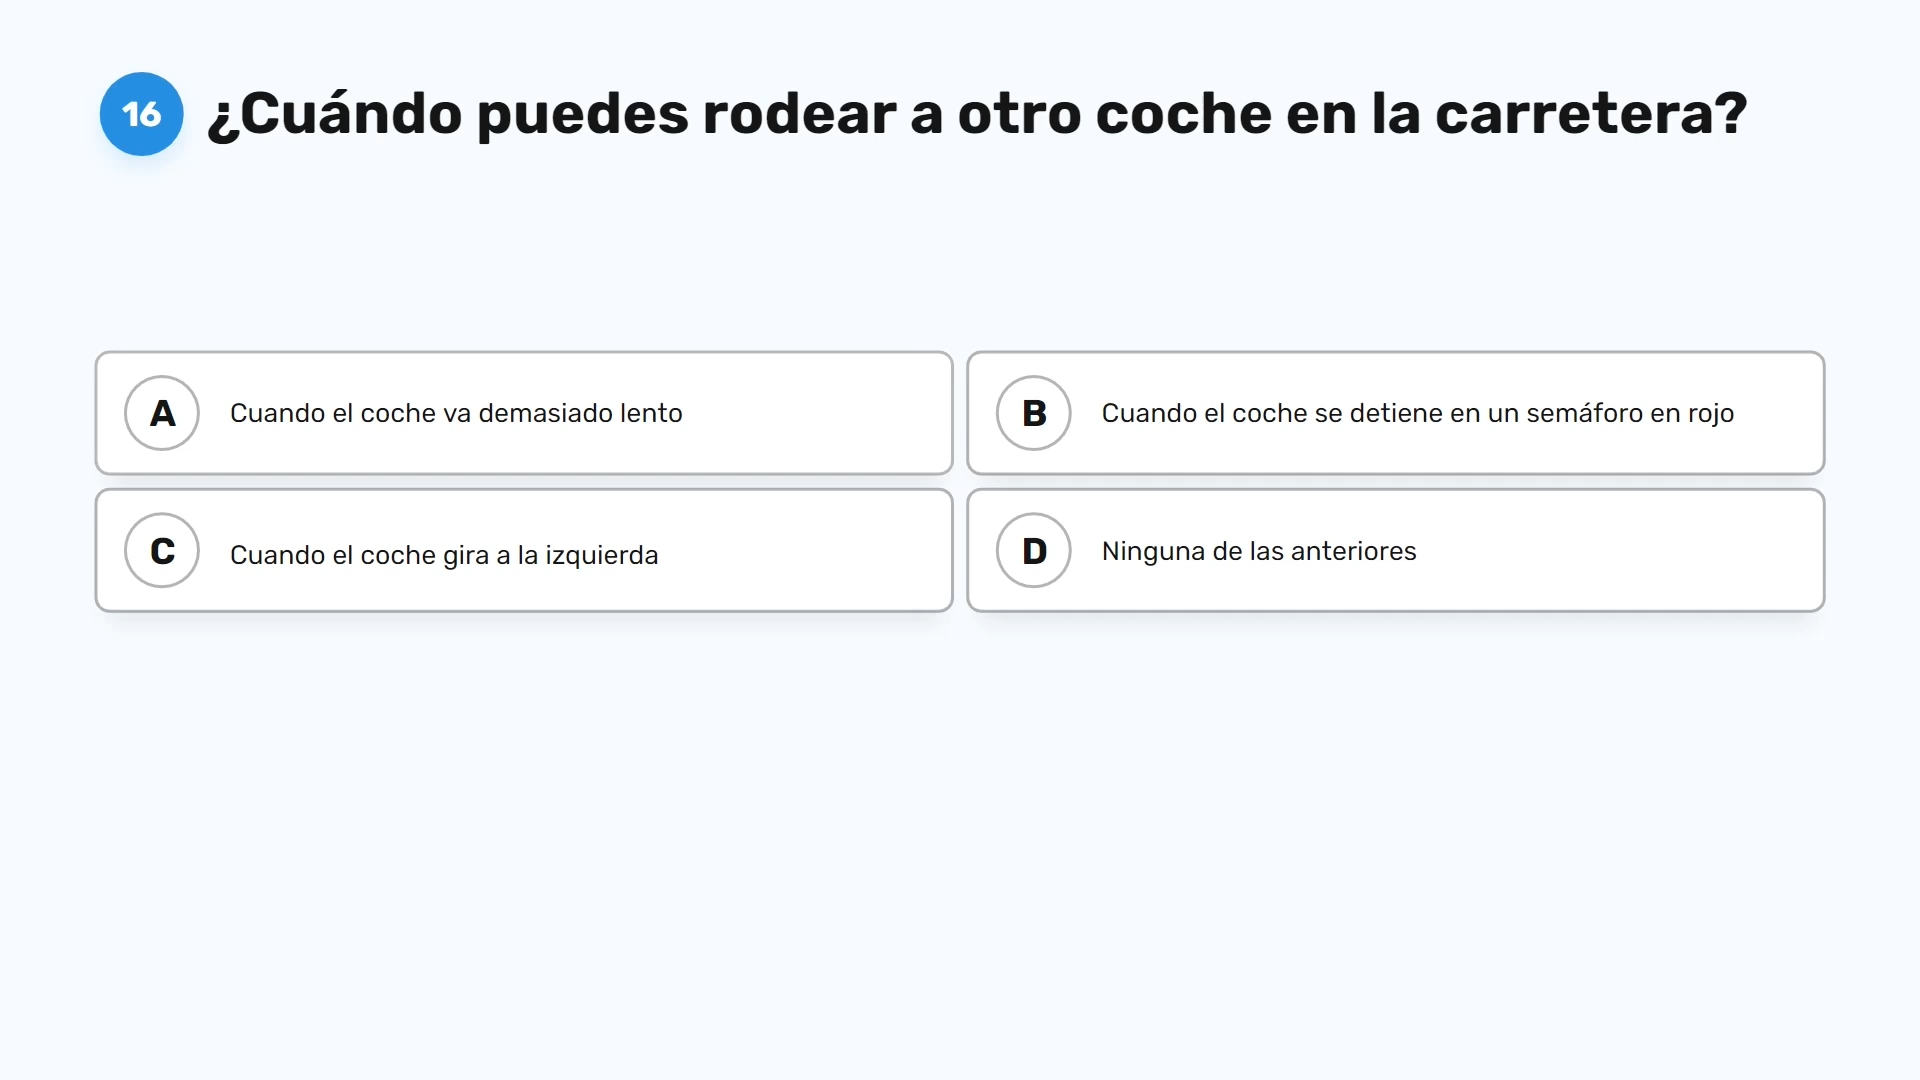 16 ¿Cuándo puedes rodear a otro coche en la carretera?
A Cuando el coche va demasiado lento
B Cuando el coche se detiene en un semáforo en rojo
C Cuando el coche gira a la izquierda
D Ninguna de las anteriores